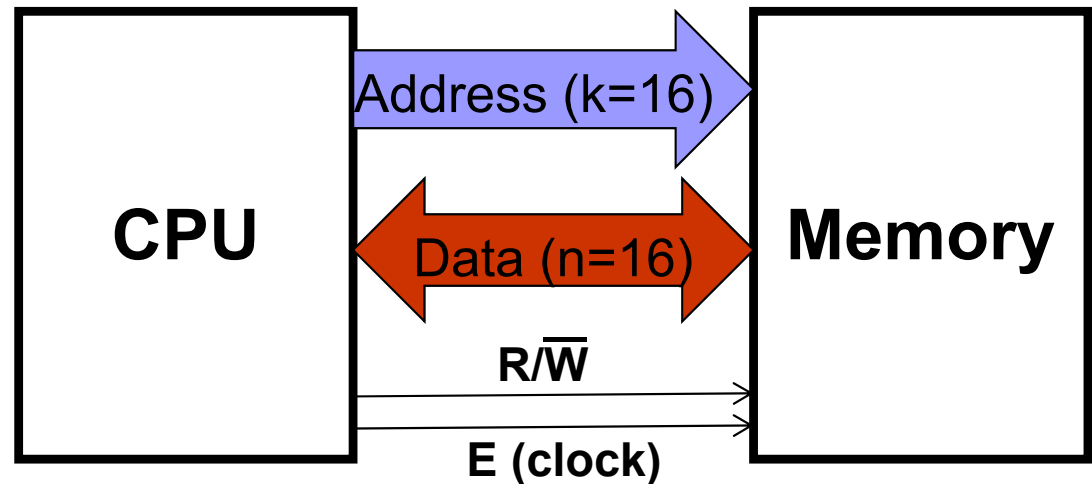 Address (k=16)
CPU
Memory
Data (n=16)
R/W̅
E (clock)